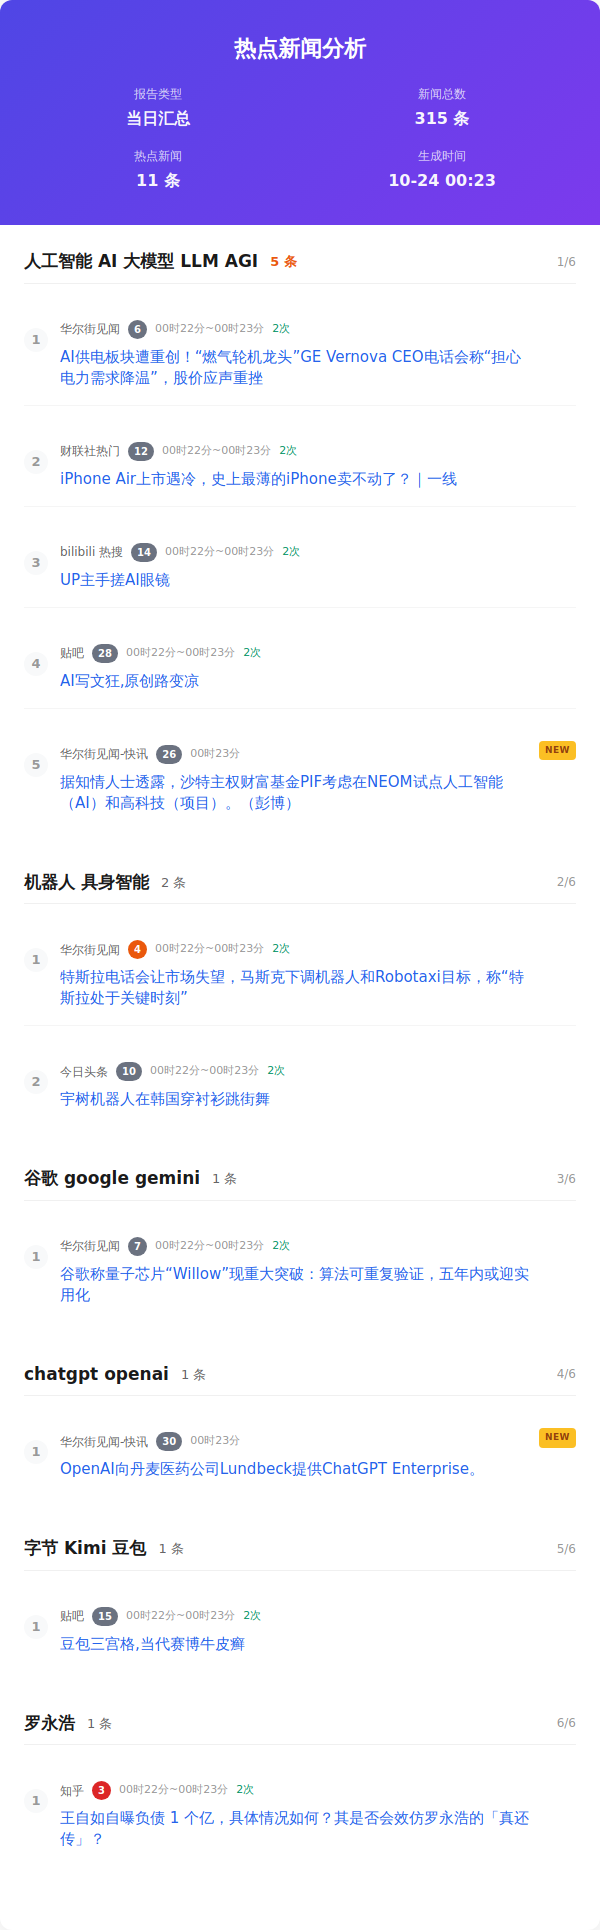 热点新闻分析
报告类型
新闻总数
当日汇总
315 条
热点新闻
生成时间
11 条
10-24 00:23
人工智能 AI 大模型 LLM AGI 5 条 1/6
1 华尔街见闻 6 00时22分~00时23分 2次
AI供电板块遭重创！“燃气轮机龙头”GE Vernova CEO电话会称“担心
电力需求降温”，股价应声重挫
2 财联社热门 12 00时22分~00时23分 2次
iPhone Air上市遇冷，史上最薄的iPhone卖不动了？｜一线
3 bilibili 热搜 14 00时22分~00时23分 2次
UP主手搓AI眼镜
4 贴吧 28 00时22分~00时23分 2次
AI写文狂,原创路变凉
5 华尔街见闻-快讯 26 00时23分 NEW
据知情人士透露，沙特主权财富基金PIF考虑在NEOM试点人工智能
（AI）和高科技（项目）。（彭博）
机器人 具身智能 2 条 2/6
1 华尔街见闻 4 00时22分~00时23分 2次
特斯拉电话会让市场失望，马斯克下调机器人和Robotaxi目标，称“特
斯拉处于关键时刻”
2 今日头条 10 00时22分~00时23分 2次
宇树机器人在韩国穿衬衫跳街舞
谷歌 google gemini 1 条 3/6
1 华尔街见闻 7 00时22分~00时23分 2次
谷歌称量子芯片“Willow”现重大突破：算法可重复验证，五年内或迎实
用化
chatgpt openai 1 条 4/6
1 华尔街见闻-快讯 30 00时23分 NEW
OpenAI向丹麦医药公司Lundbeck提供ChatGPT Enterprise。
字节 Kimi 豆包 1 条 5/6
1 贴吧 15 00时22分~00时23分 2次
豆包三宫格,当代赛博牛皮癣
罗永浩 1 条 6/6
1 知乎 3 00时22分~00时23分 2次
王自如自曝负债 1 个亿，具体情况如何？其是否会效仿罗永浩的「真还
传」？